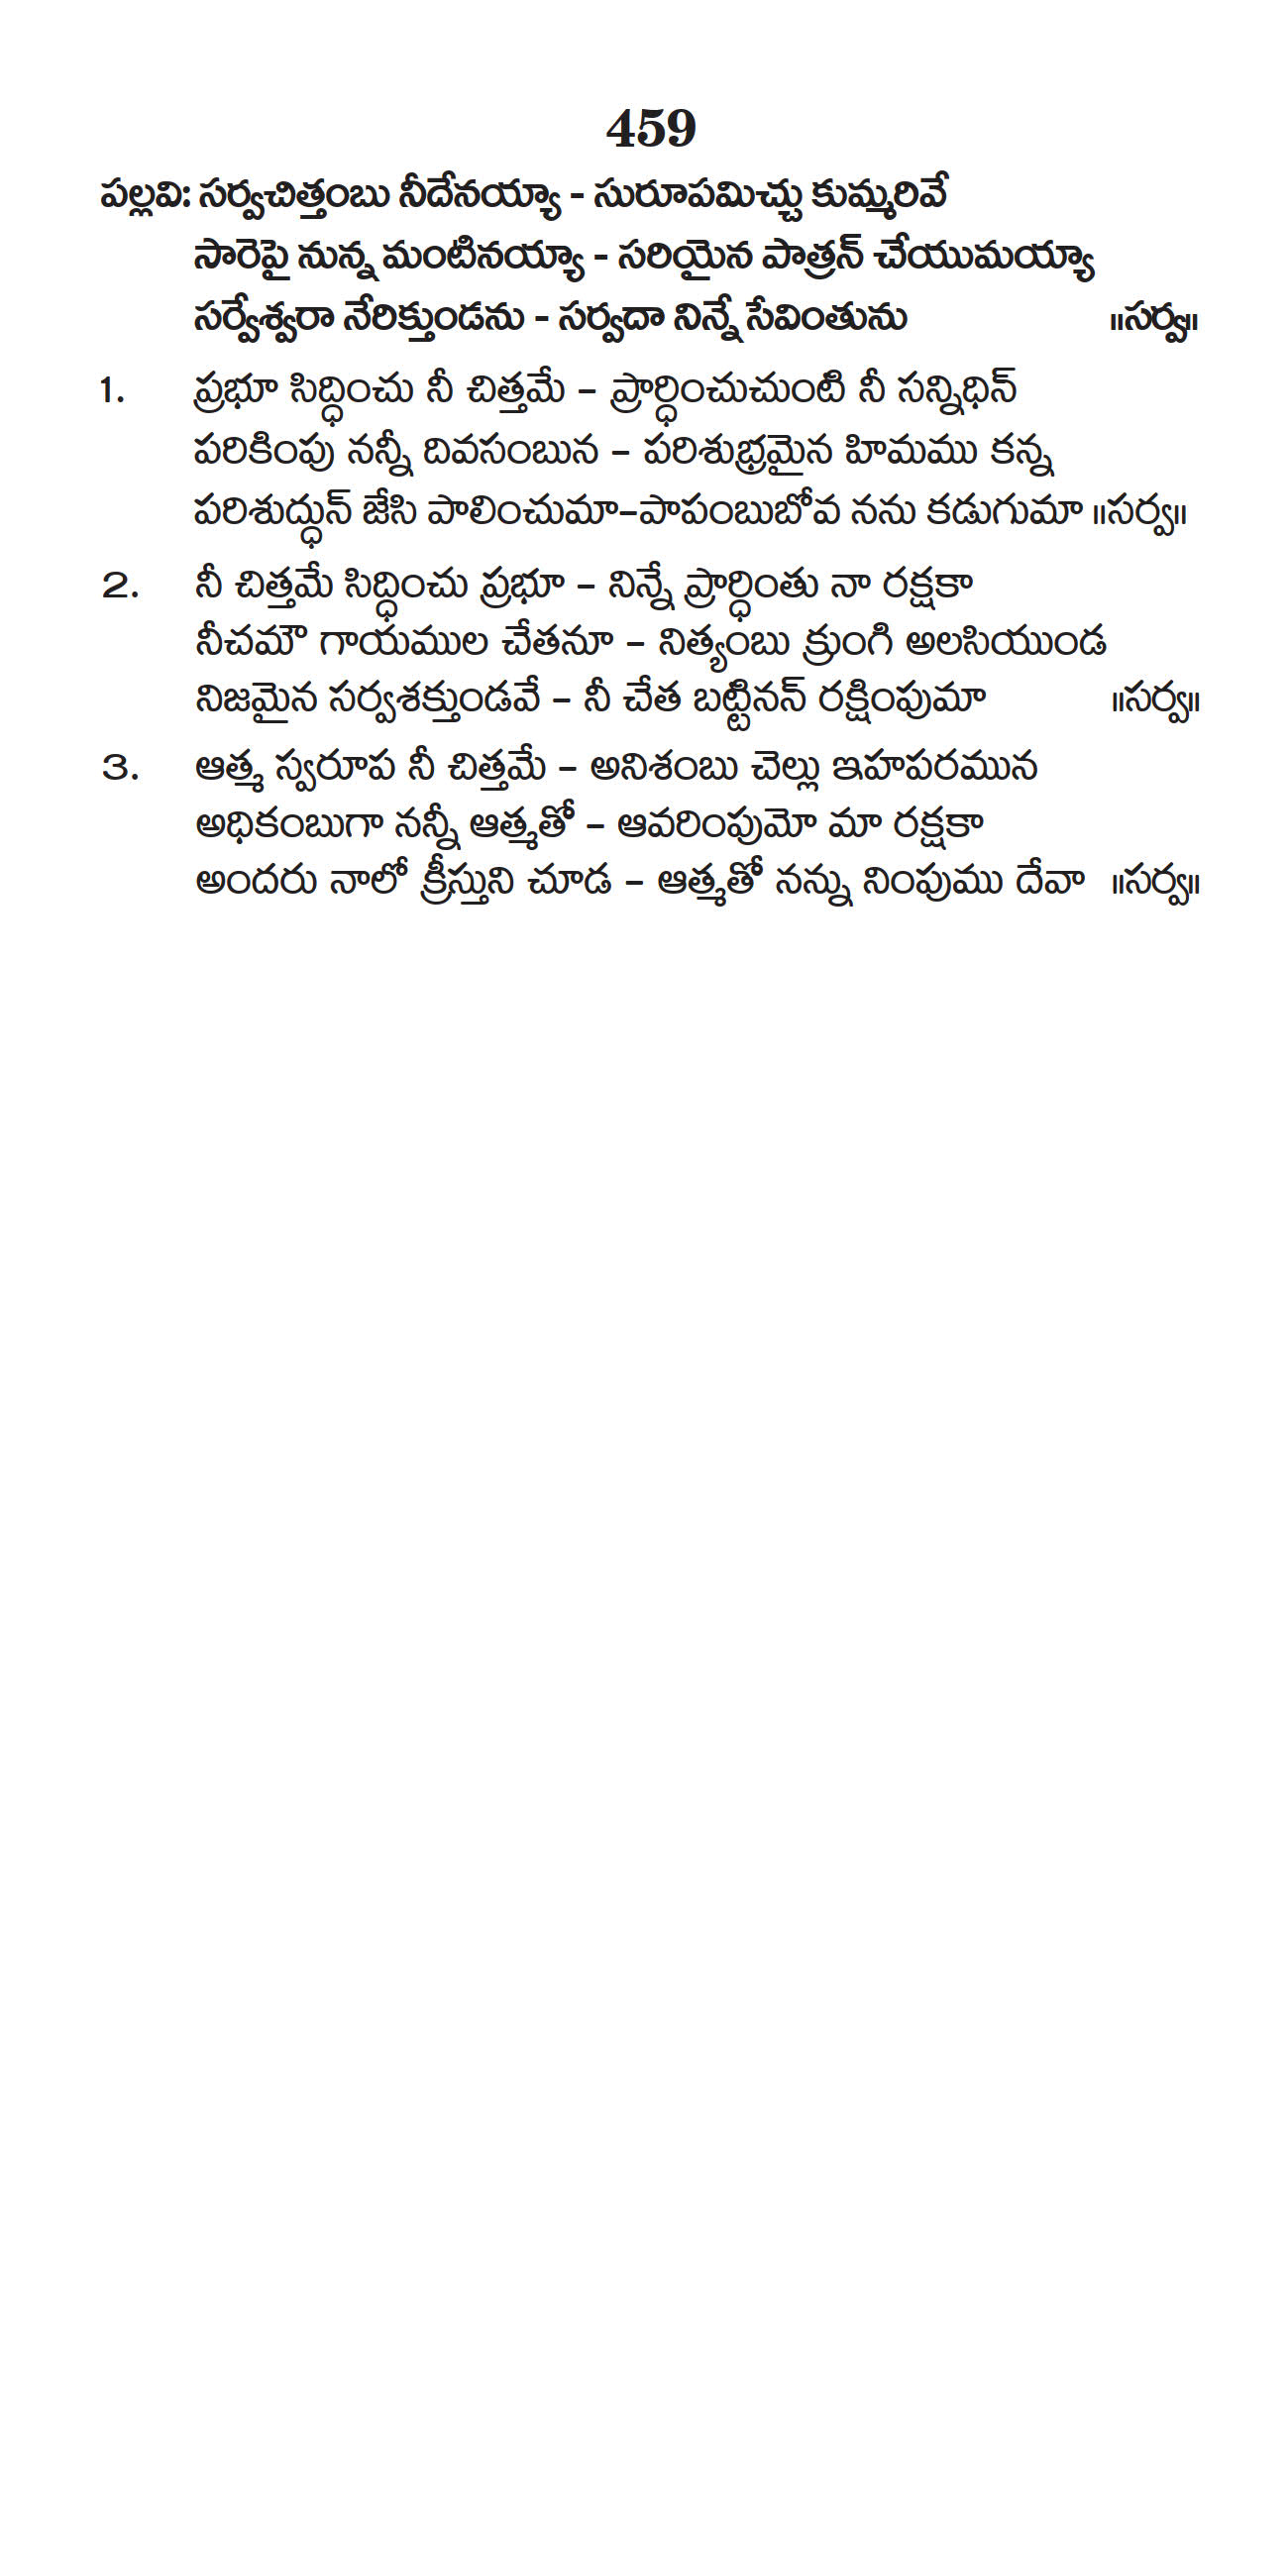 459
పల్లవి: సర్వచిత్తంబు నీదేనయ్యా - సురూపమిచ్చు కుమ్మరివే
సారెపై నున్న మంటినయ్యా - సరియైన పాత్రన్ చేయుమయ్యా
సర్వేశ్వరా నేరిక్తుండను - సర్వదా నిన్నే సేవింతును ॥సర్వ॥
1. ప్రభూ సిద్ధించు నీ చిత్తమే – ప్రార్ధించుచుంటి నీ సన్నిధిన్
పరికింపు నన్నీ దివసంబున – పరిశుభ్రమైన హిమము కన్న
పరిశుద్ధున్ జేసి పాలించుమా–పాపంబుబోవ నను కడుగుమా ॥సర్వ॥
2. నీ చిత్తమే సిద్ధించు ప్రభూ – నిన్నే ప్రార్ధింతు నా రక్షకా
నీచమౌ గాయముల చేతనూ – నిత్యంబు క్రుంగి అలసియుండ
నిజమైన సర్వశక్తుండవే – నీ చేత బట్టినన్ రక్షింపుమా ॥సర్వ॥
3. ఆత్మ స్వరూప నీ చిత్తమే – అనిశంబు చెల్లు ఇహపరమున
అధికంబుగా నన్నీ ఆత్మతో – ఆవరింపుమో మా రక్షకా
అందరు నాలో క్రీస్తుని చూడ – ఆత్మతో నన్ను నింపుము దేవా ॥సర్వ॥